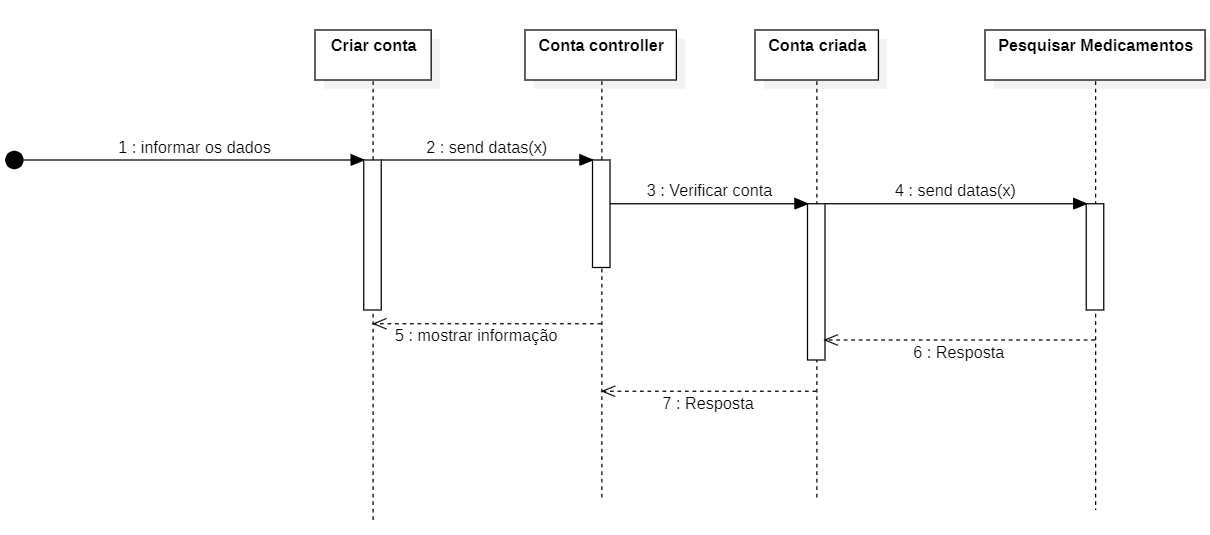 Criar conta
Conta controller
Conta criada
Pesquisar Medicamentos
1 : informar os dados
2 : send datas(x)
3 : Verificar conta
4 : send datas(x)
5 : mostrar informação
6 : Resposta
7 : Resposta